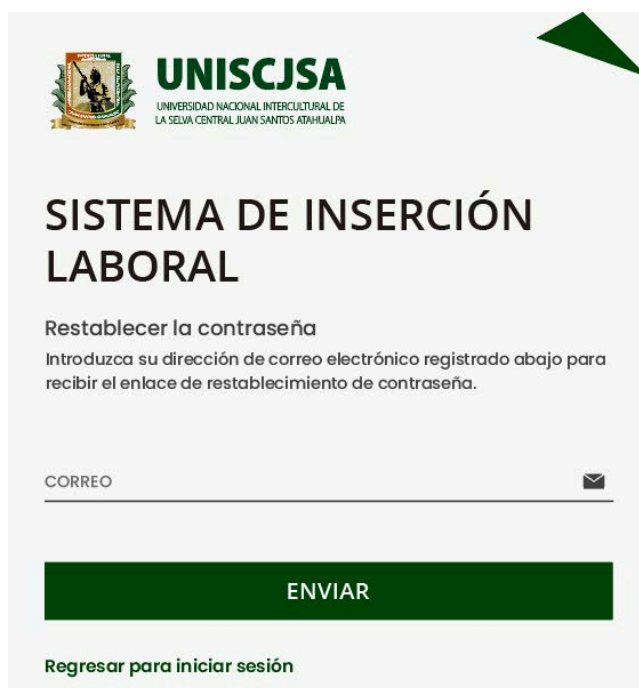 UNISCJSA
UNIVERSIDAD NACIONAL INTERCULTURAL DE
LA SELVA CENTRAL JUAN SANTOS ATAHUALPA
SISTEMA DE INSERCIÓN
LABORAL
Restablecer la contraseña
Introduzca su dirección de correo electrónico registrado abajo para
recibir el enlace de restablecimiento de contraseña.
CORREO
ENVIAR
Regresar para iniciar sesión